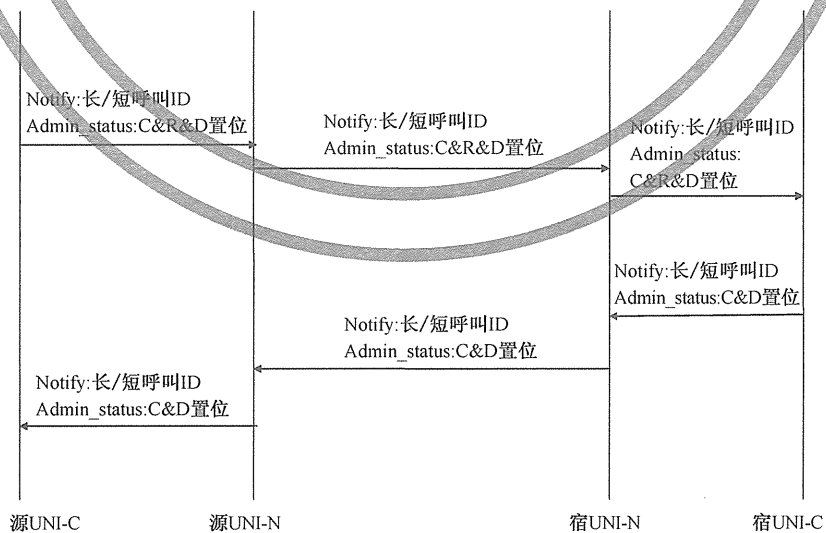 Notify:长/短呼叫ID
Admin_status:C&R&D置位
Notify:长/短呼叫ID
Admin_status:C&R&D置位
Notify:长/短呼叫ID
Admin_status:
C&R&D置位
Notify:长/短呼叫ID
Admin_status:C&D置位
Notify:长/短呼叫ID
Admin_status:C&D置位
Notify:长/短呼叫ID
Admin_status:C&D置位
源UNI-C
源UNI-N
宿UNI-N
宿UNI-C